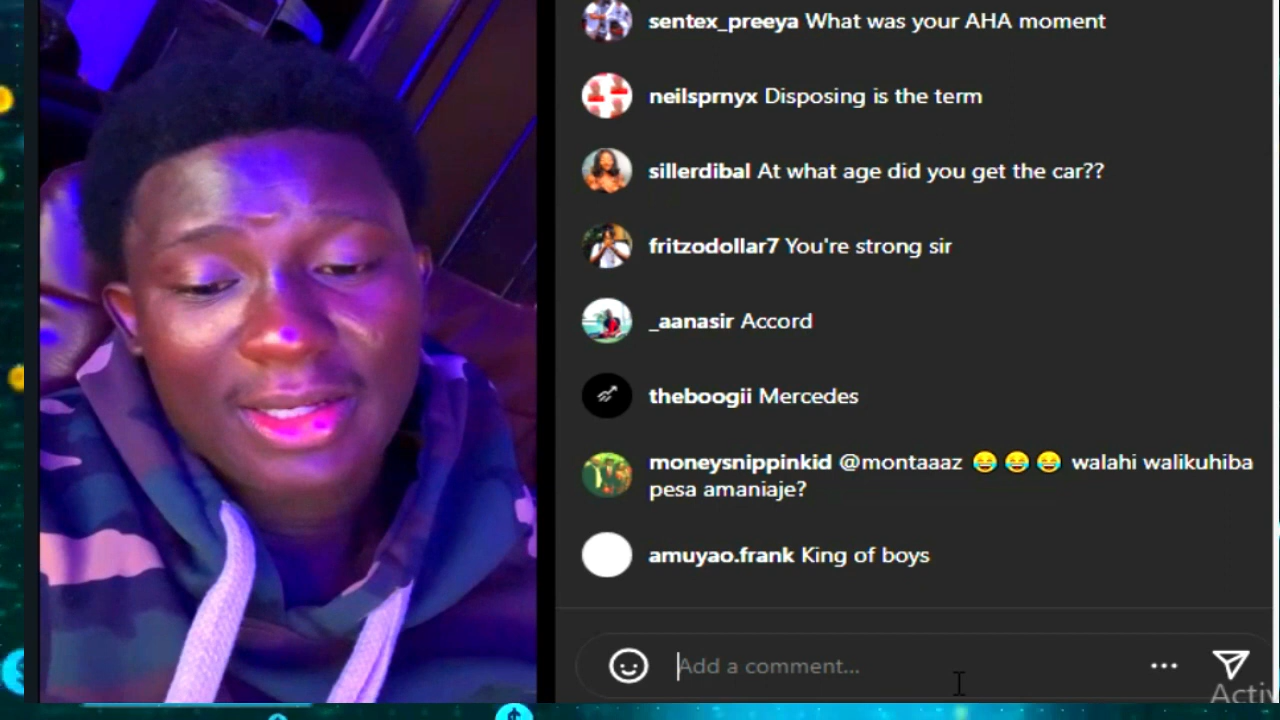 sentex_preeya What was your AHA moment
neilsprnyx Disposing is the term
sillerdibal At what age did you get the car??
fritzodollar7 You're strong sir
_aanasir Accord
theboogii Mercedes
moneysnippinkid @montaaaz 😂😂😂 walahi walikuhiba
pesa amaniaje?
amuyao.frank King of boys
Add a comment...